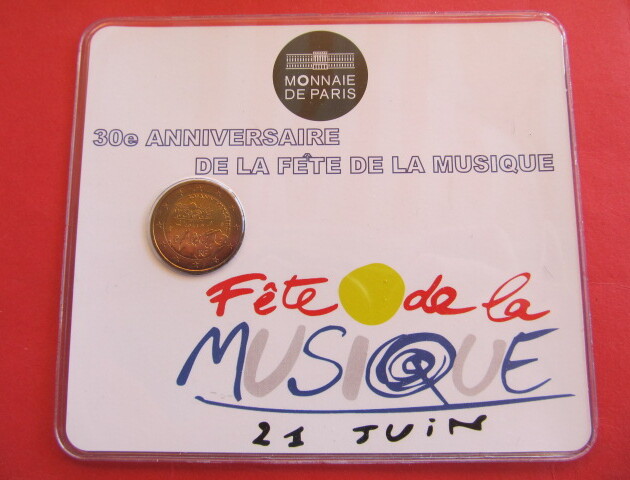 MONNAIE
DE PARIS
30e ANNIVERSAIRE
DE LA FÊTE DE LA MUSIQUE
Fête de la
MUSIQUE
21 JUIN